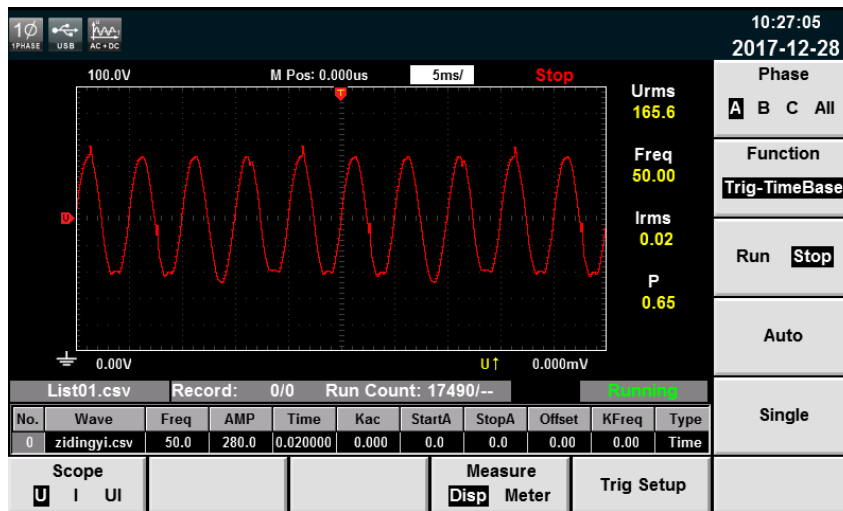 1Ø
1PHASE
USB
AC+DC
10:27:05
2017-12-28
100.0V
M Pos: 0.000us
5ms/
Stop
T
U
Urms
165.6
Freq
50.00
Irms
0.02
P
0.65
0.00V
U↑
0.000mV
Phase
A B C All
Function
Trig-TimeBase
Run Stop
Auto
Single
List01.csv Record: 0/0 Run Count: 17490/-- Running
No. Wave Freq AMP Time Kac StartA StopA Offset KFreq Type
0 zidingyi.csv 50.0 280.0 0.020000 0.000 0.0 0.0 0.00 0.00 Time
Scope
U I UI
Measure
Disp Meter
Trig Setup